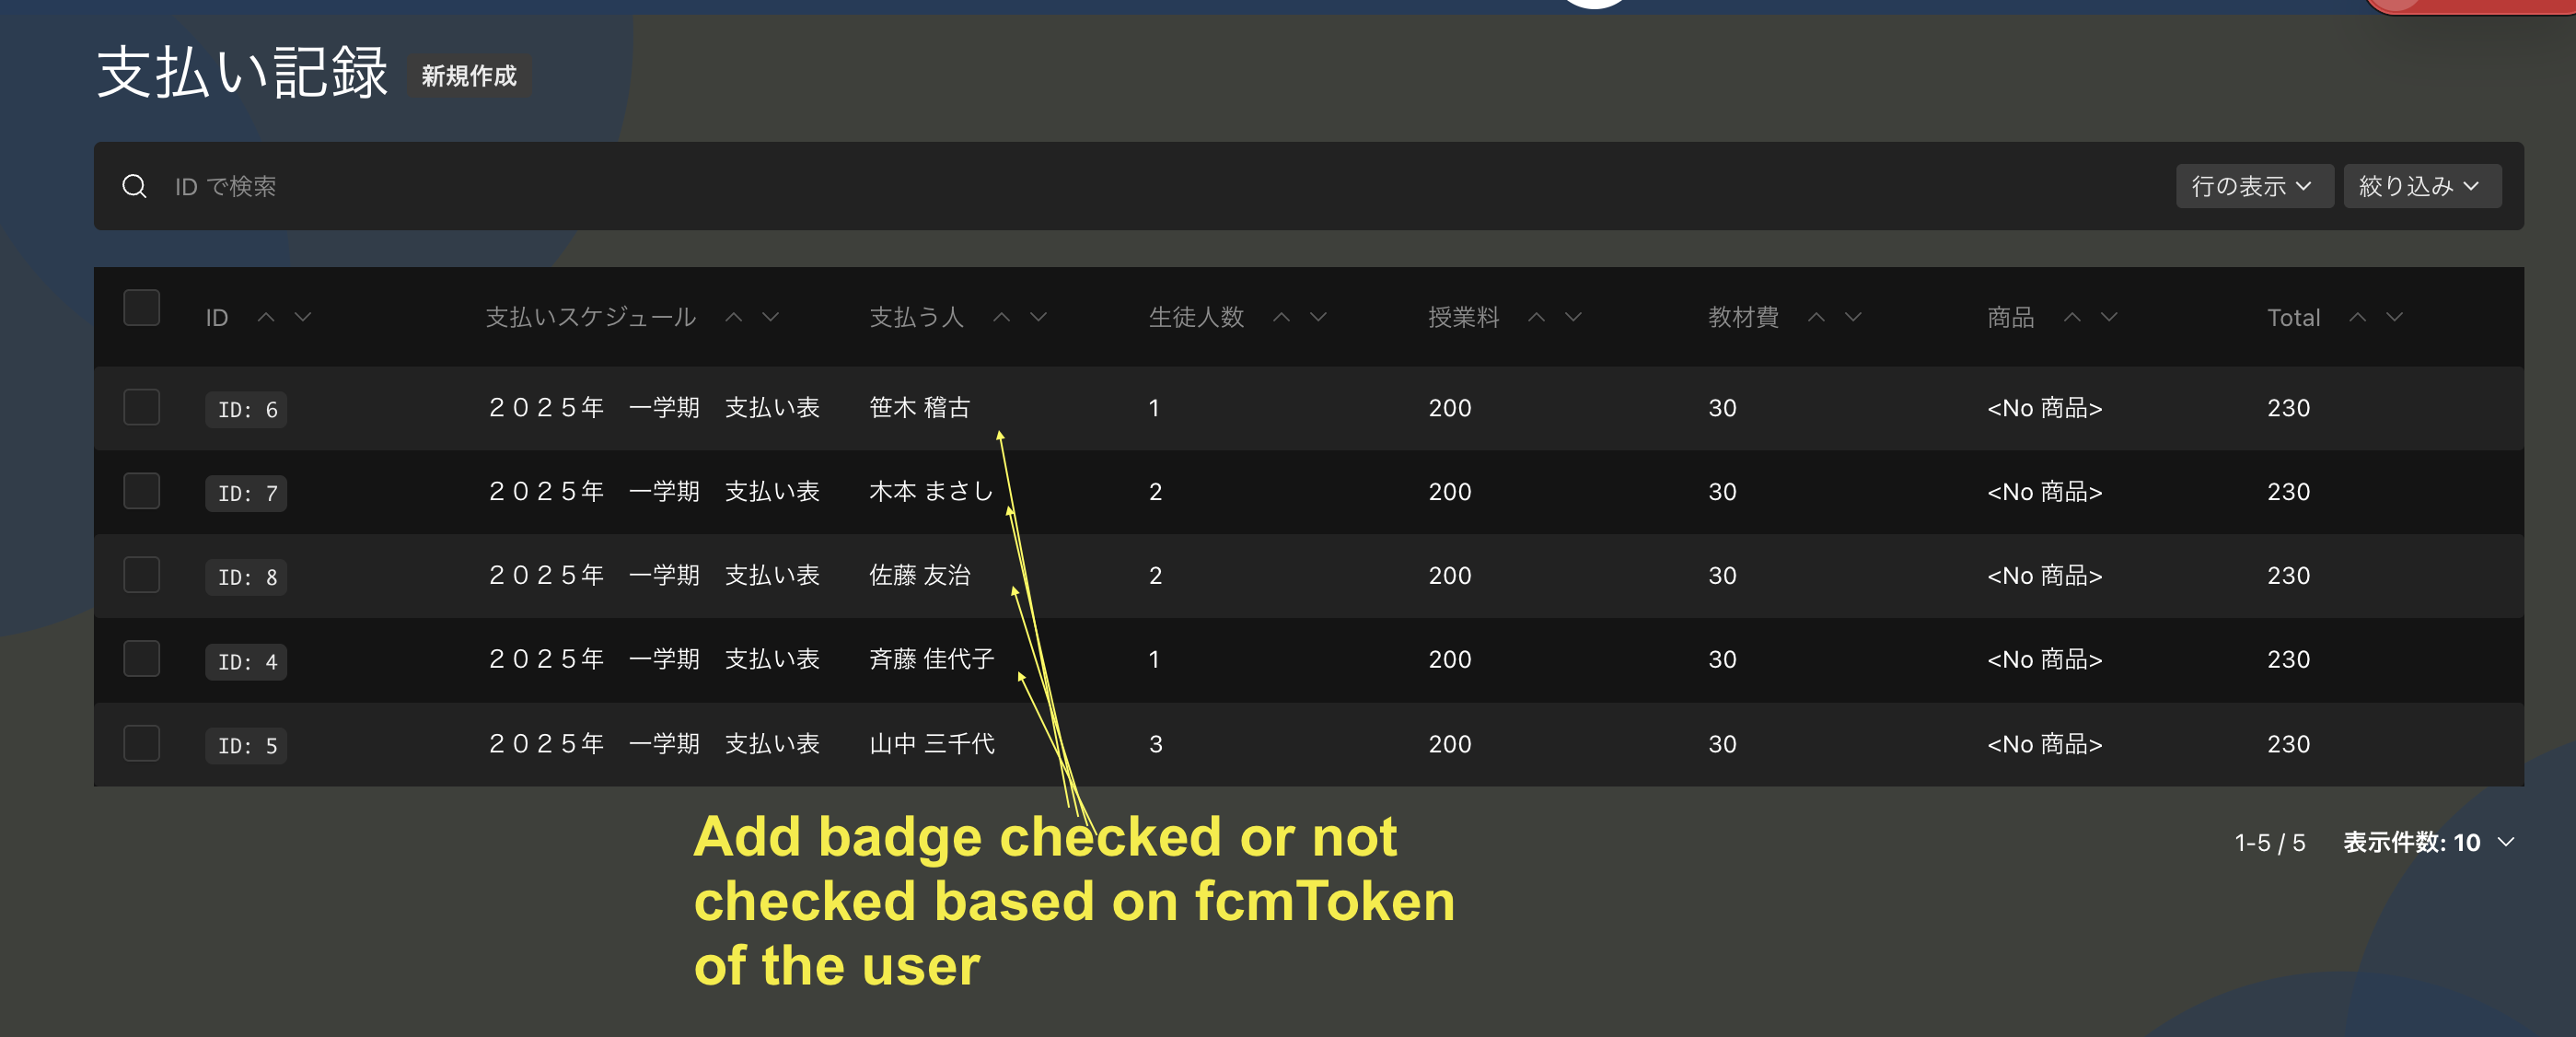 支払い記録 新規作成
ID で検索 行の表示 絞り込み
ID 支払いスケジュール 支払う人 生徒人数 授業料 教材費 商品 Total
ID: 6 ２０２５年　一学期　支払い表 笹木 稽古 1 200 30 <No 商品> 230
ID: 7 ２０２５年　一学期　支払い表 木本 まさし 2 200 30 <No 商品> 230
ID: 8 ２０２５年　一学期　支払い表 佐藤 友治 2 200 30 <No 商品> 230
ID: 4 ２０２５年　一学期　支払い表 斉藤 佳代子 1 200 30 <No 商品> 230
ID: 5 ２０２５年　一学期　支払い表 山中 三千代 3 200 30 <No 商品> 230
Add badge checked or not
checked based on fcmToken
of the user
1-5 / 5 表示件数: 10